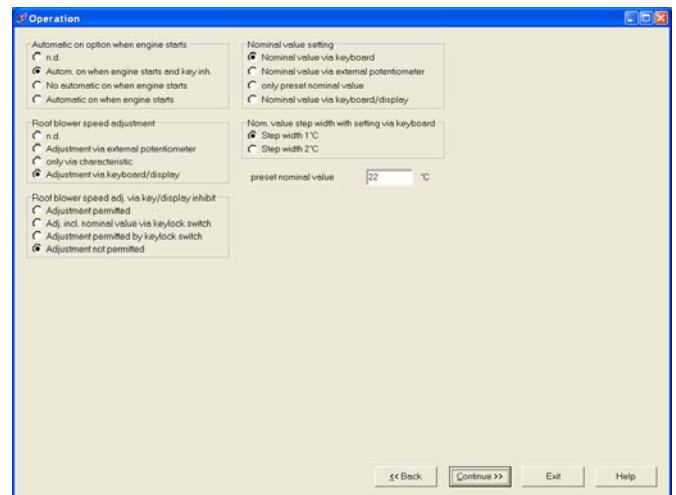 Operation
Automatic on option when engine starts
n.d.
Autom. on when engine starts and key inh.
No automatic on when engine starts
Automatic on when engine starts
Roof blower speed adjustment
n.d.
Adjustment via external potentiometer
only via characteristic
Adjustment via keyboard/display
Roof blower speed adj. via key/display inhibit
Adjustment permitted
Adj. incl. nominal value via keylock switch
Adjustment permitted by keylock switch
Adjustment not permitted
Nominal value setting
Nominal value via keyboard
Nominal value via external potentiometer
only preset nominal value
Nominal value via keyboard/display
Nom. value step width with setting via keyboard
Step width 1°C
Step width 2°C
preset nominal value 22 °C
<< Back Continue >> Exit Help